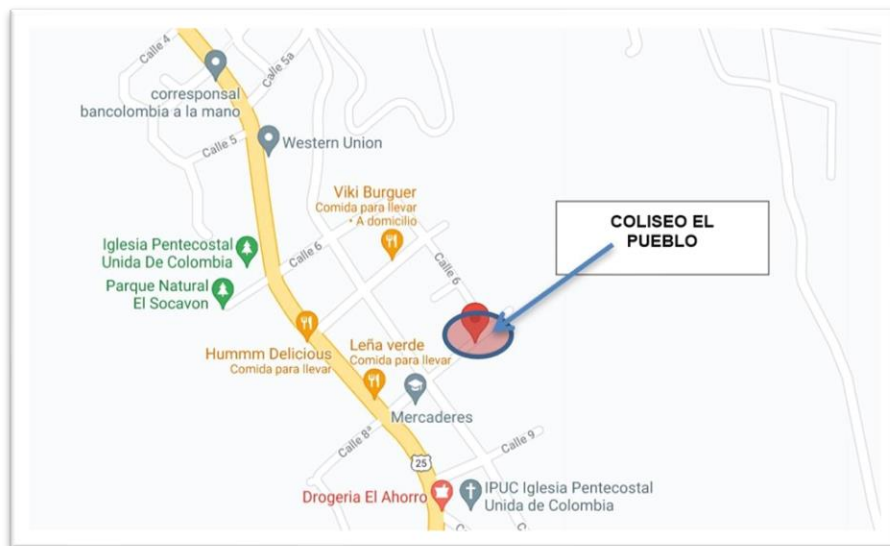 Calle 4
Calle 5a
corresponsal
bancolombia a la mano
Calle 5
Western Union
Viki Burguer
Comida para llevar
· A domicilio
COLISEO EL
PUEBLO
Iglesia Pentecostal
Unida De Colombia
Calle 6
Calle 6
Parque Natural
El Socavon
Hummm Delicious
Comida para llevar
Leña verde
Comida para llevar
Mercaderes
Calle 8ª
Calle 9
25
Drogeria El Ahorro
IPUC Iglesia Pentecostal
Unida de Colombia